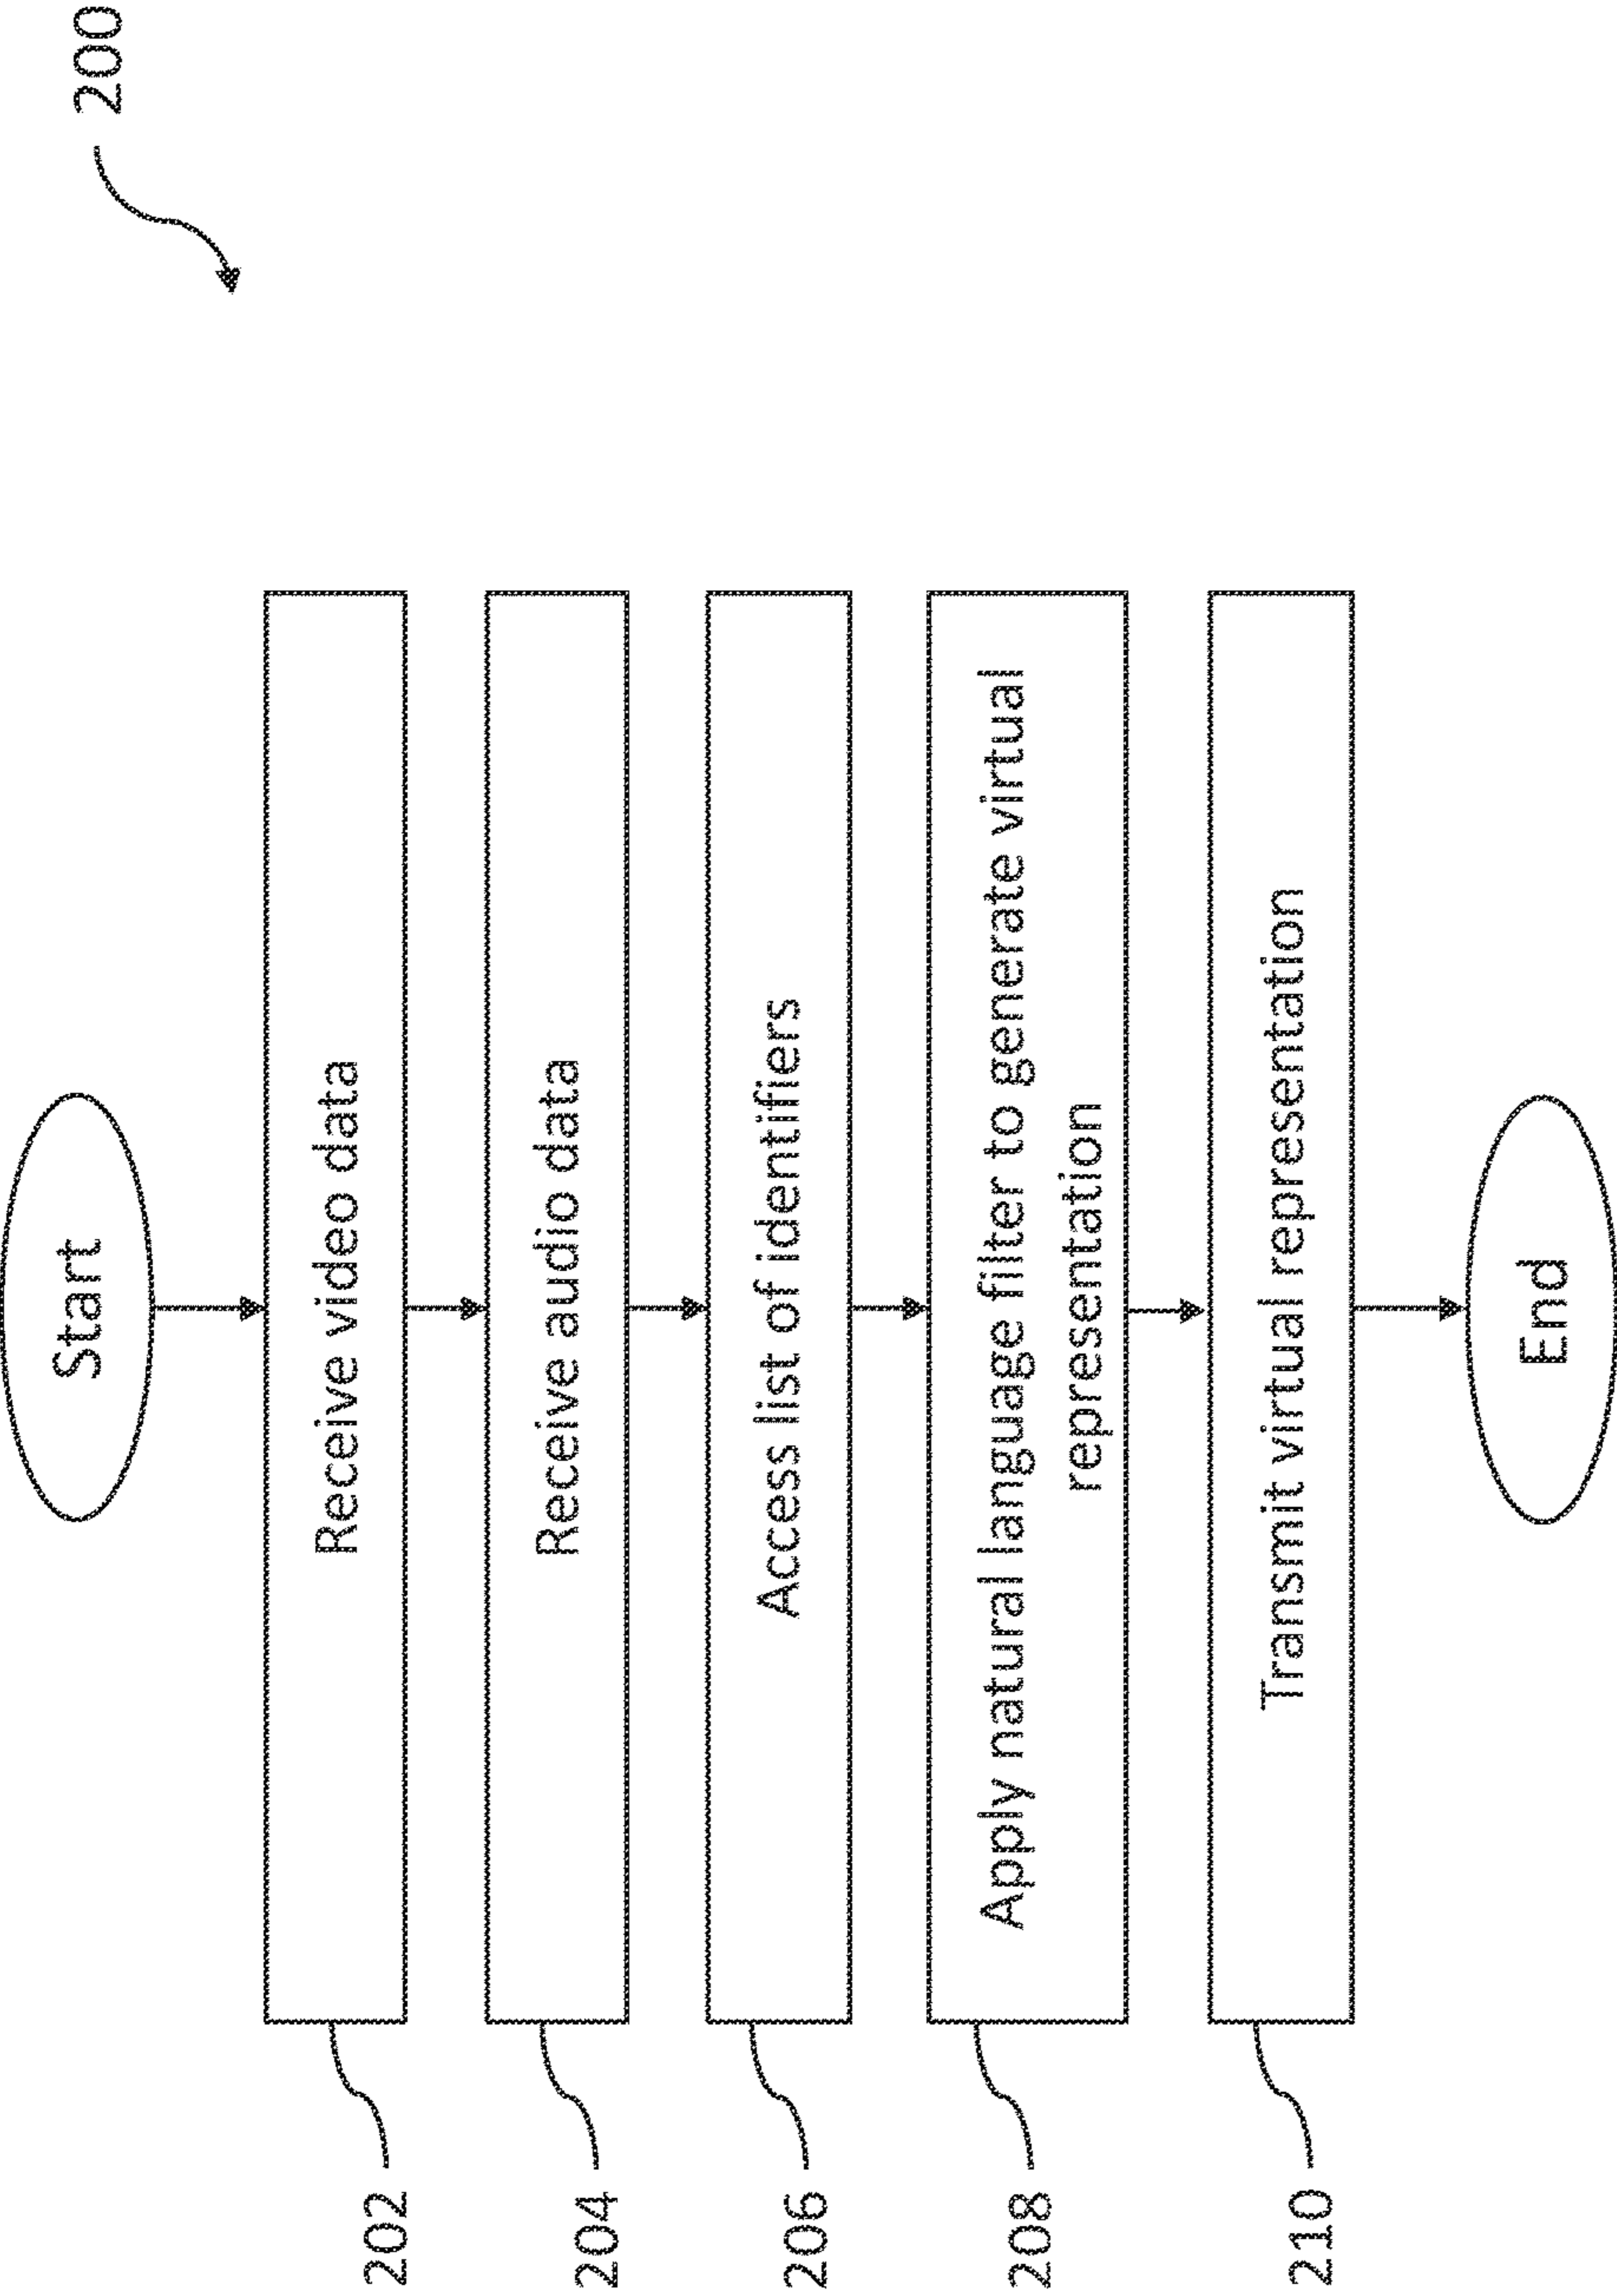 200
Start
202
Receive video data
204
Receive audio data
206
Access list of identifiers
208
Apply natural language filter to generate virtual
representation
210
Transmit virtual representation
End